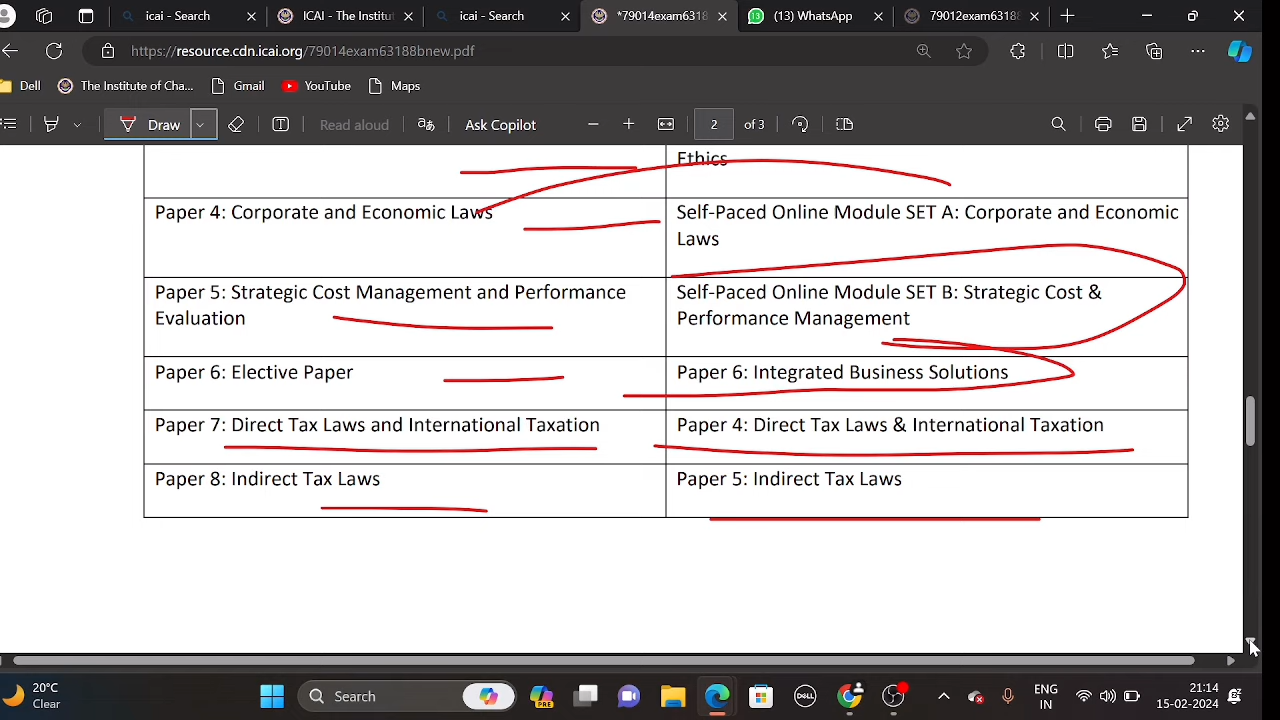 icai - Search
ICAI - The Institut
icai - Search
*79014exam6318
(13) WhatsApp
79012exam6318
https://resource.cdn.icai.org/79014exam63188bnew.pdf
Dell
The Institute of Cha...
Gmail
YouTube
Maps
Draw
Read aloud
Ask Copilot
2
of 3
Ethics
Paper 4: Corporate and Economic Laws
Self-Paced Online Module SET A: Corporate and Economic
Laws
Paper 5: Strategic Cost Management and Performance
Evaluation
Self-Paced Online Module SET B: Strategic Cost &
Performance Management
Paper 6: Elective Paper
Paper 6: Integrated Business Solutions
Paper 7: Direct Tax Laws and International Taxation
Paper 4: Direct Tax Laws & International Taxation
Paper 8: Indirect Tax Laws
Paper 5: Indirect Tax Laws
20°C
Clear
Search
PRE
DELL
ENG
IN
21:14
15-02-2024